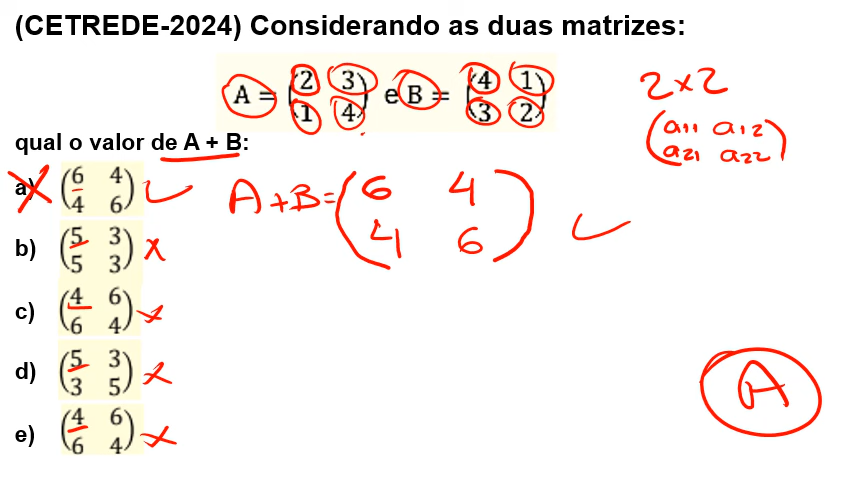 (CETREDE-2024) Considerando as duas matrizes:
A = (2 3 e B = (4 1
1 4) 3 2)
2x2
(a11 a12
a21 a22)
qual o valor de A + B:
a) (6 4
4 6)
A+B= (6 4
4 6)
b) (5 3
5 3)
c) (4 6
6 4)
d) (5 3
3 5)
e) (4 6
6 4)
A